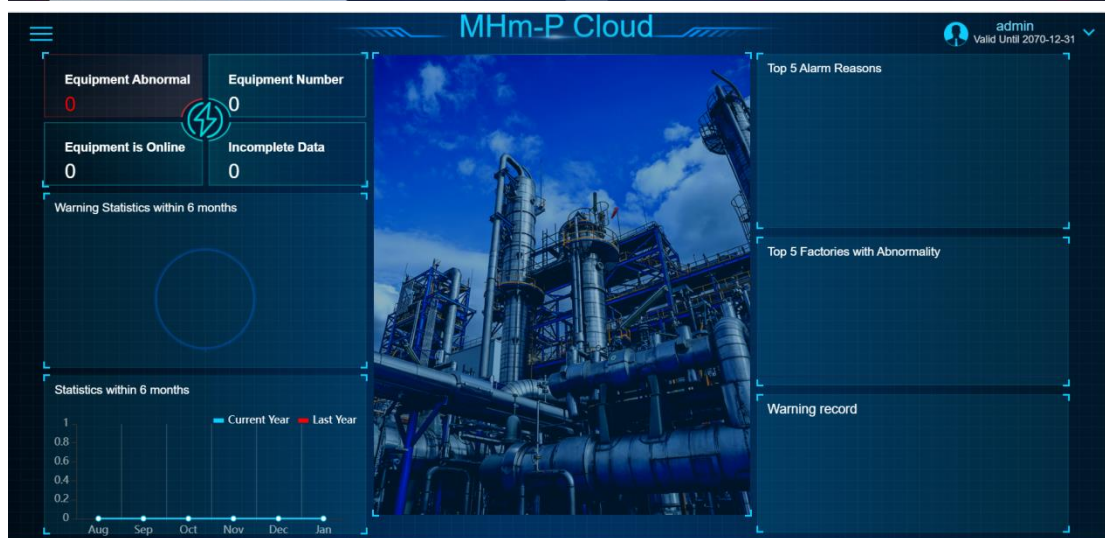 MHm-P Cloud
admin
Valid Until 2070-12-31
Equipment Abnormal
0
Equipment Number
0
Equipment is Online
0
Incomplete Data
0
Warning Statistics within 6 months
Statistics within 6 months
Current Year Last Year
1
0.8
0.6
0.4
0.2
0
Aug Sep Oct Nov Dec Jan
Top 5 Alarm Reasons
Top 5 Factories with Abnormality
Warning record